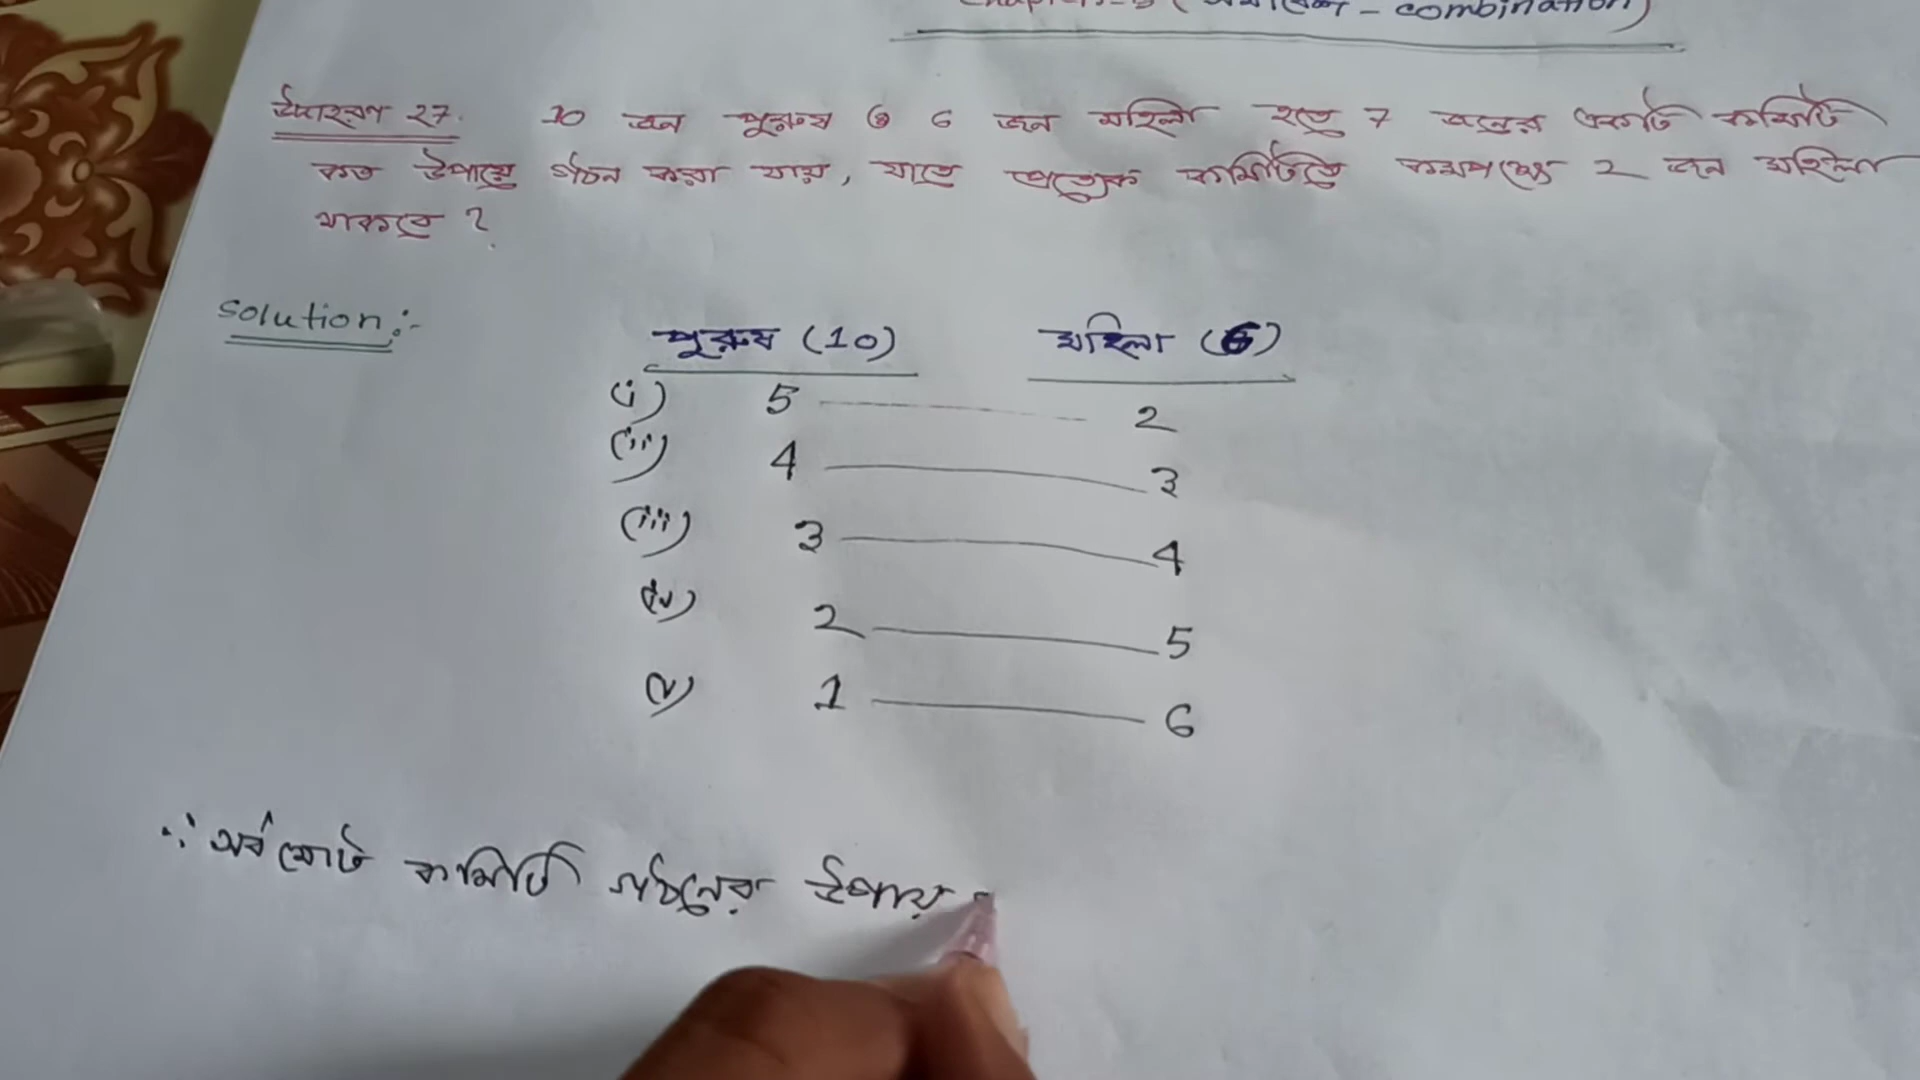 - combination)
উদাহরণ 27. 10 জন পুরুষ ও 6 জন মহিলা হতে 7 জনের একটি কমিটি
কত উপায়ে গঠন করা যায়, যাতে প্রত্যেক কমিটিতে কমপক্ষে 2 জন মহিলা
থাকবে ?
Solution:-
পুরুষ (10) মহিলা (6)
(i) 5 2
(ii) 4 3
(iii) 3 4
(iv) 2 5
(v) 1 6
∴ সর্বমোট কমিটি গঠনের উপায়